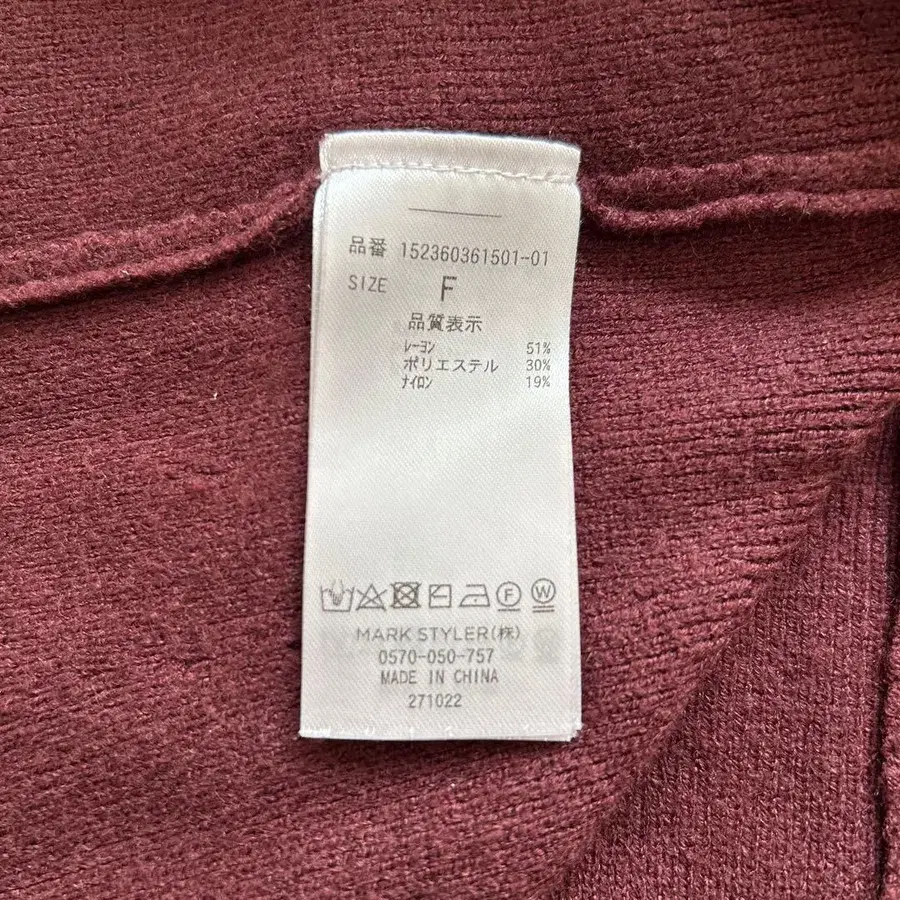 品番 152360361501-01
SIZE F
品質表示
ﾚｰﾖﾝ 51%
ポリエステル 30%
ﾅｲﾛﾝ 19%
F W
MARK STYLER(株)
0570-050-757
MADE IN CHINA
271022